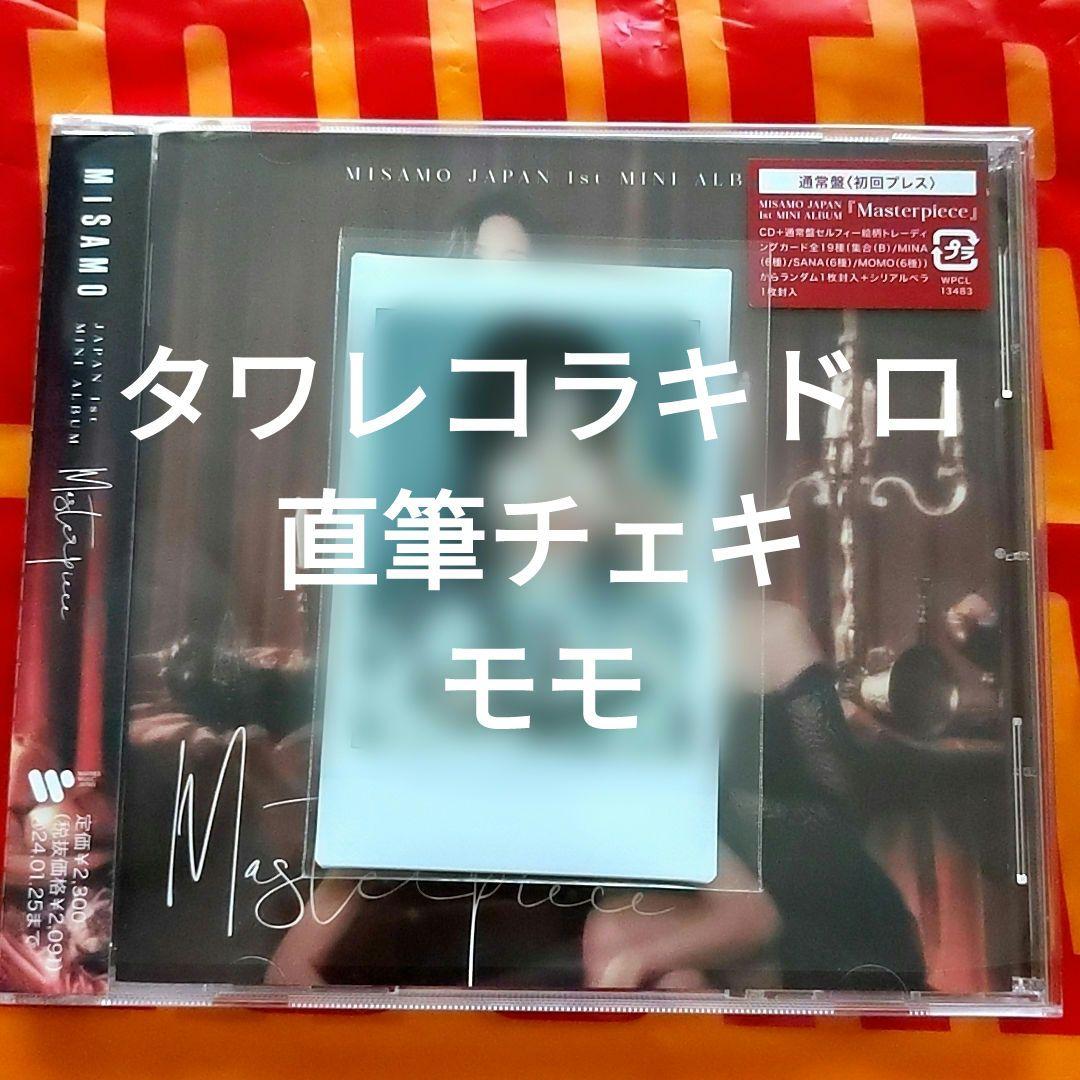 MISAMO JAPAN 1st MINI ALB
通常盤〈初回プレス〉
MISAMO JAPAN
1st MINI ALBUM『Masterpiece』
CD+通常盤セルフィー絵柄トレーディ
ングカード全19種(集合(B)/MINA
(6種)/SANA(6種)/MOMO(6種))
からランダム1枚封入+シリアルペラ
1枚封入
プラ
WPCL
13483
MISAMO
JAPAN 1st
MINI ALBUM
Masterpiece
タワレコラキドロ
直筆チェキ
モモ
Masterpiece
定価¥2,300
(税抜価格¥2,091)
'24.01.25まで